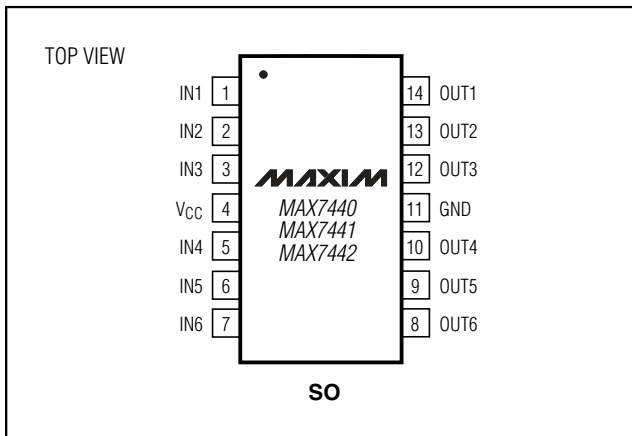 TOP VIEW
IN1 1 14 OUT1
IN2 2 13 OUT2
IN3 3 12 OUT3
MAXIM
VCC 4 11 GND
MAX7440
MAX7441
MAX7442
IN4 5 10 OUT4
IN5 6 9 OUT5
IN6 7 8 OUT6
SO